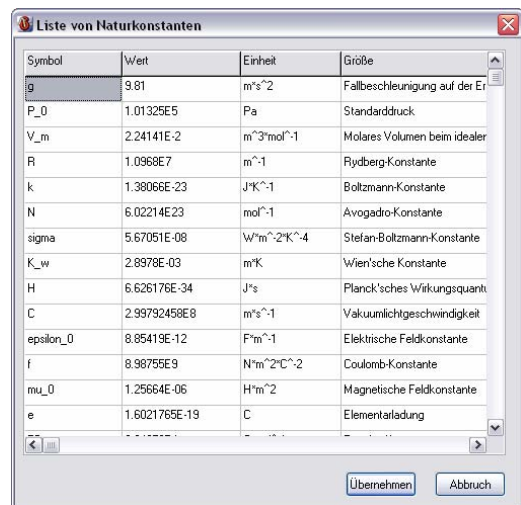 Liste von Naturkonstanten
Symbol Wert Einheit Größe
g 9.81 m*s^2 Fallbeschleunigung auf der Er
P_0 1.01325E5 Pa Standarddruck
V_m 2.24141E-2 m^3*mol^-1 Molares Volumen beim idealer
R 1.0968E7 m^-1 Rydberg-Konstante
k 1.38066E-23 J*K^-1 Boltzmann-Konstante
N 6.02214E23 mol^-1 Avogadro-Konstante
sigma 5.67051E-08 W*m^-2*K^-4 Stefan-Boltzmann-Konstante
K_w 2.8978E-03 m*K Wien'sche Konstante
H 6.626176E-34 J*s Planck'sches Wirkungsquantu
C 2.99792458E8 m*s^-1 Vakuumlichtgeschwindigkeit
epsilon_0 8.85419E-12 F*m^-1 Elektrische Feldkonstante
f 8.98755E9 N*m^2*C^-2 Coulomb-Konstante
mu_0 1.25664E-06 H*m^2 Magnetische Feldkonstante
e 1.6021765E-19 C Elementarladung
Übernehmen Abbruch